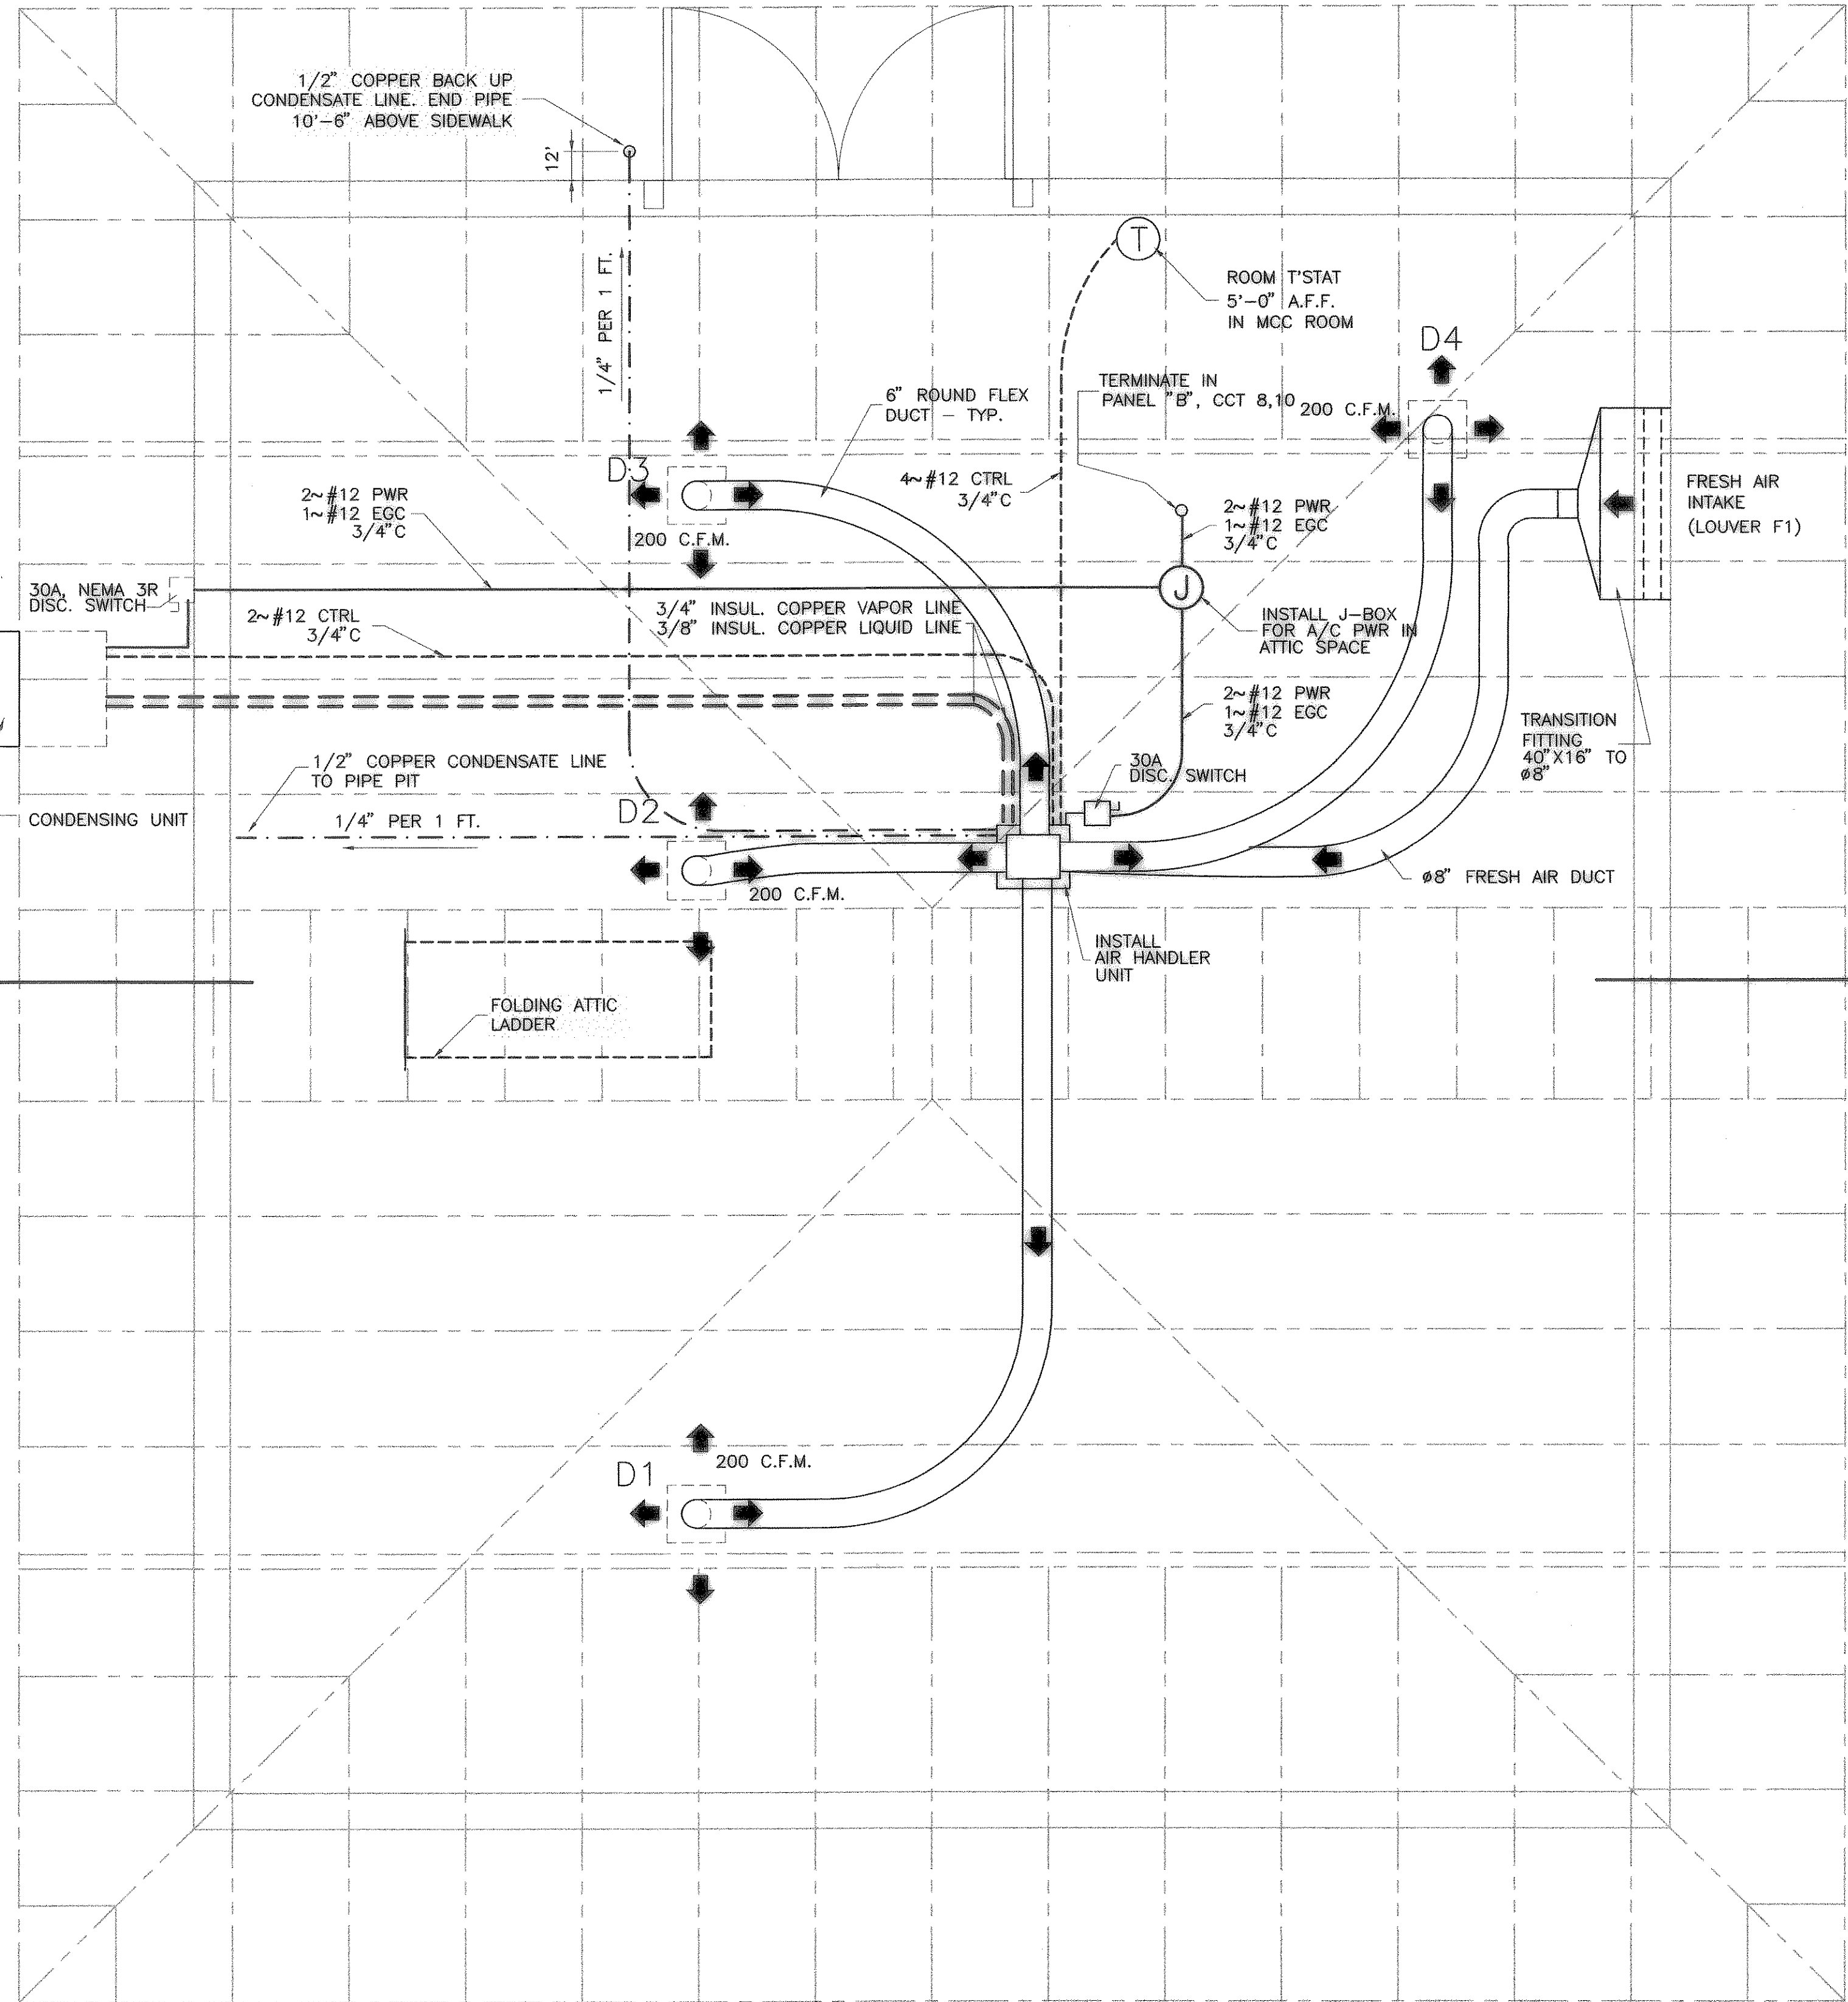 1/2" COPPER BACK UP
CONDENSATE LINE. END PIPE
10'-6" ABOVE SIDEWALK
12'
1/4" PER 1 FT.
T
ROOM T'STAT
5'-0" A.F.F.
IN MCC ROOM
D4
TERMINATE IN
PANEL "B", CCT 8,10
200 C.F.M.
6" ROUND FLEX
DUCT - TYP.
D3
4~#12 CTRL
3/4"C
FRESH AIR
INTAKE
(LOUVER F1)
2~#12 PWR
1~#12 EGC
3/4"C
2~#12 PWR
1~#12 EGC
3/4"C
200 C.F.M.
30A, NEMA 3R
DISC. SWITCH
J
2~#12 CTRL
3/4"C
3/4" INSUL. COPPER VAPOR LINE
3/8" INSUL. COPPER LIQUID LINE
INSTALL J-BOX
FOR A/C PWR IN
ATTIC SPACE
2~#12 PWR
1~#12 EGC
3/4"C
TRANSITION
FITTING
40"X16" TO
ø8"
1/2" COPPER CONDENSATE LINE
TO PIPE PIT
30A
DISC. SWITCH
D2
CONDENSING UNIT
1/4" PER 1 FT.
200 C.F.M.
ø8" FRESH AIR DUCT
INSTALL
AIR HANDLER
UNIT
FOLDING ATTIC
LADDER
D1
200 C.F.M.